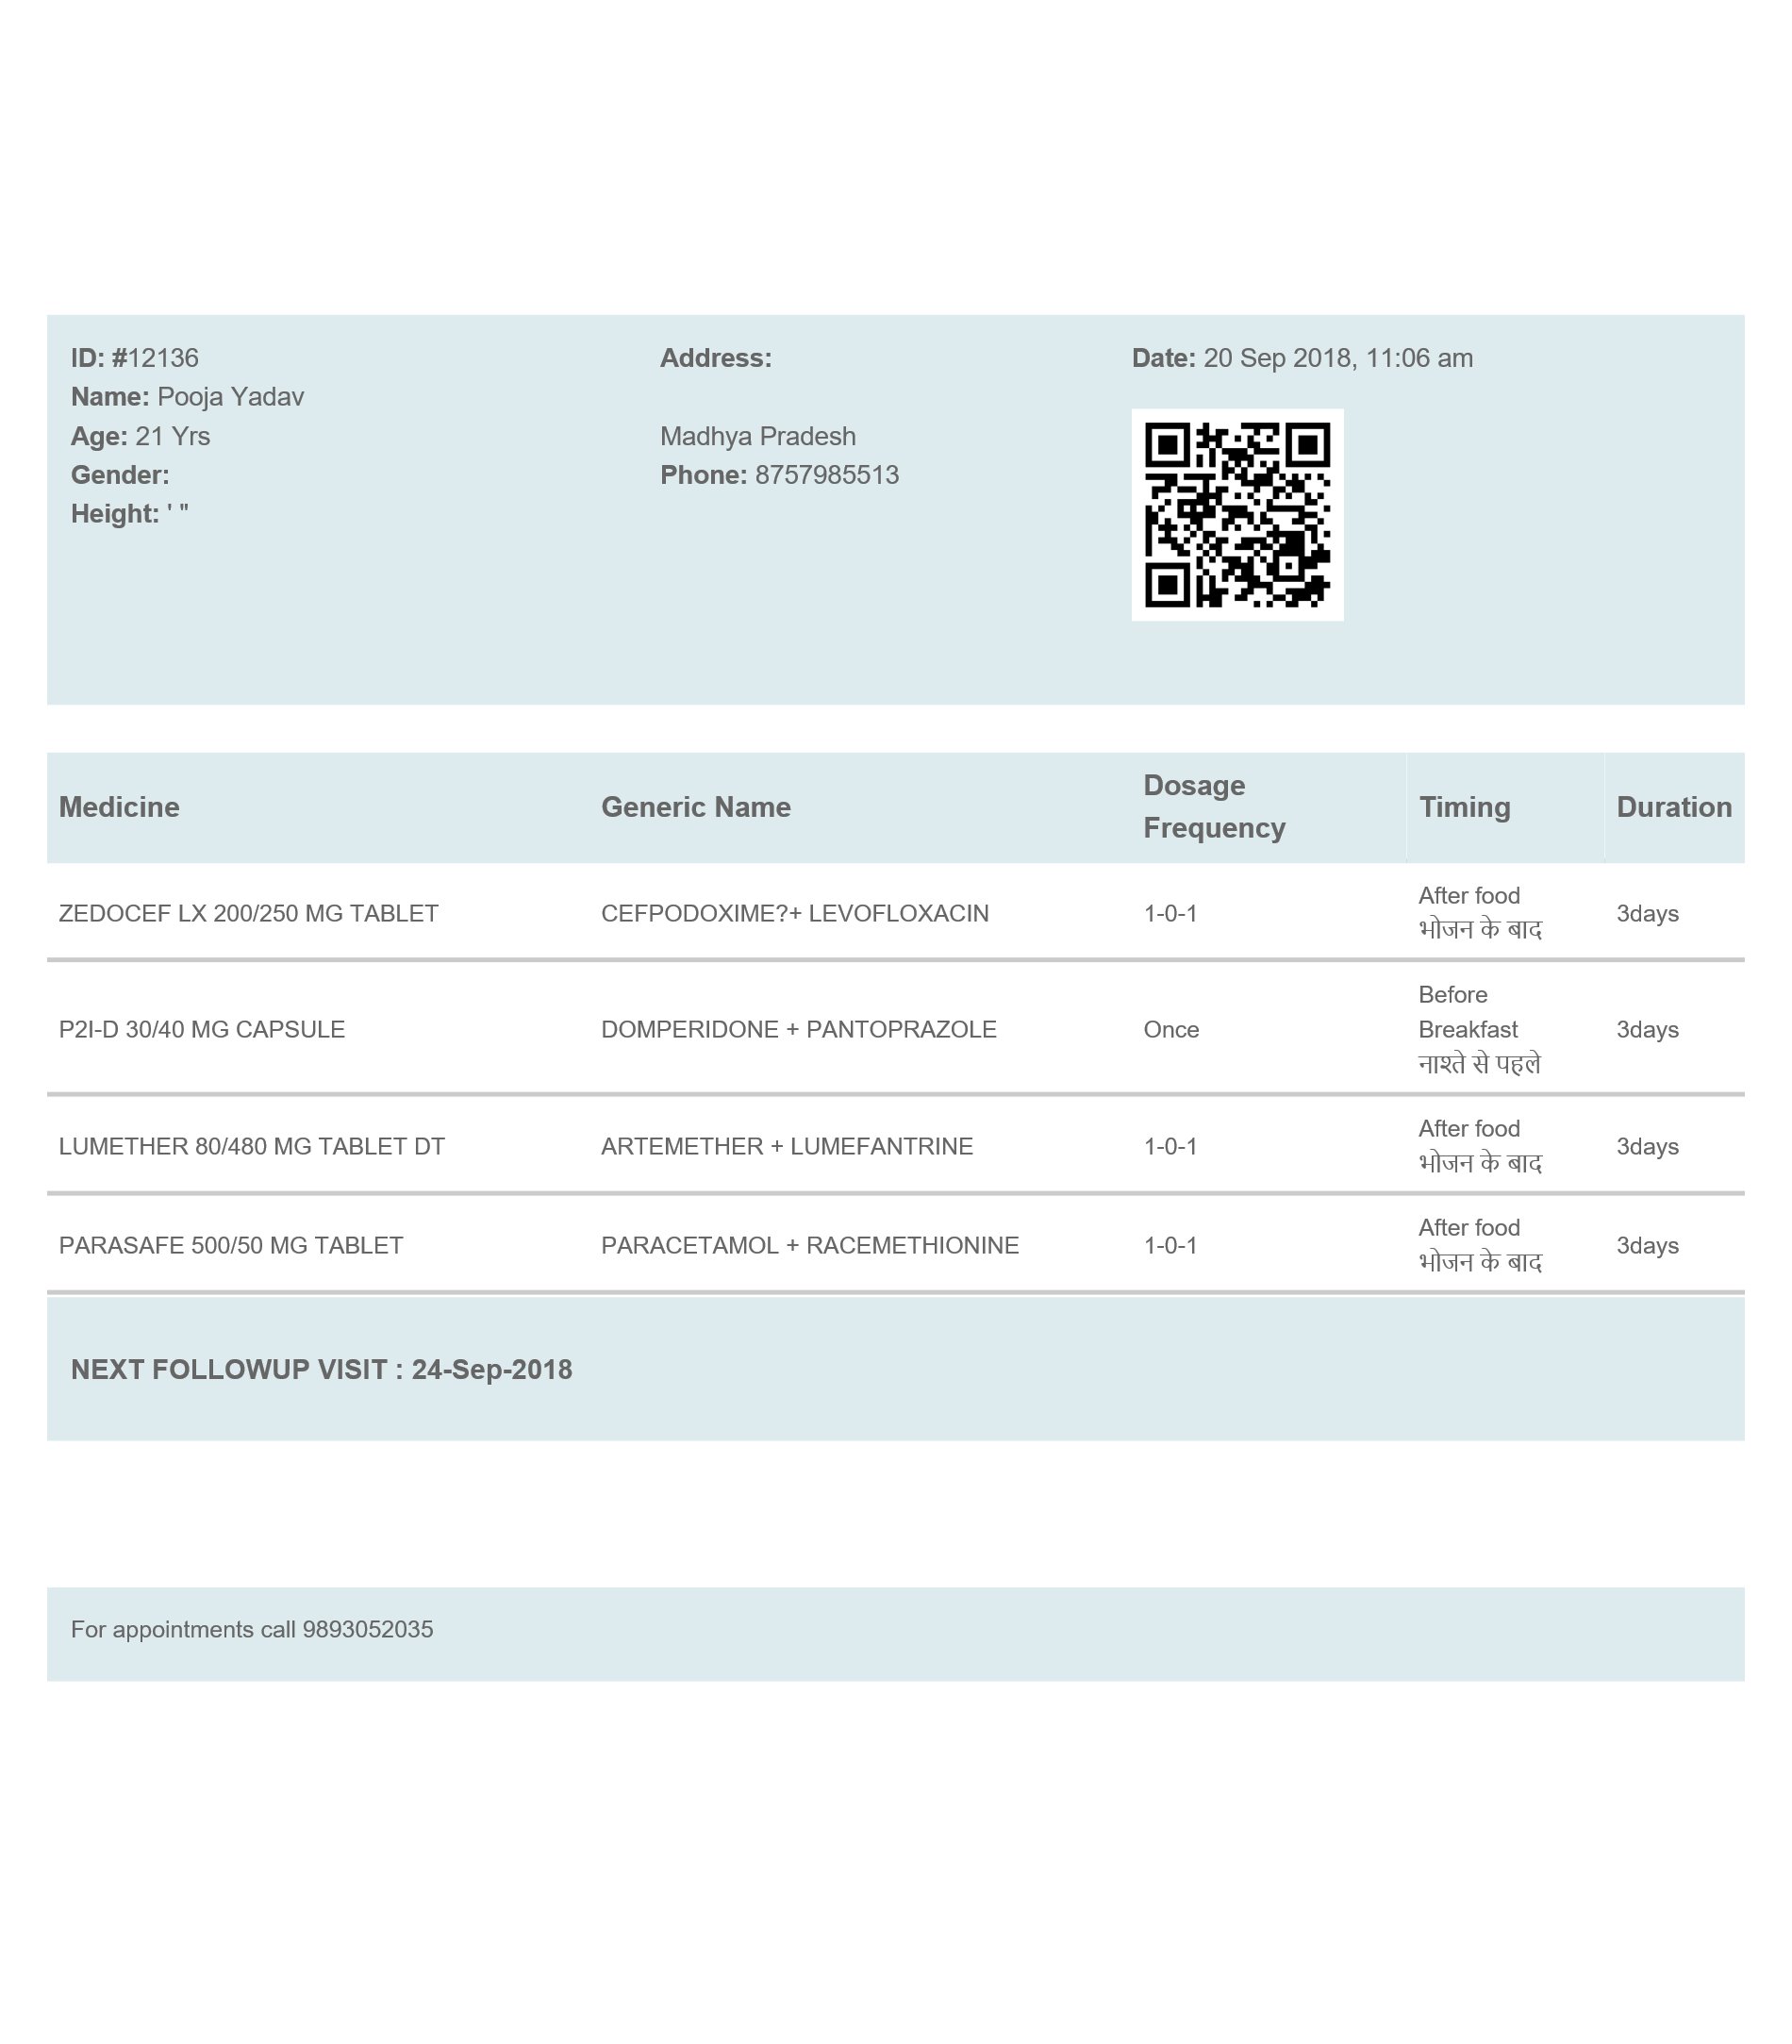 ID: #12136
Name: Pooja Yadav
Age: 21 Yrs
Gender:
Height: ' "
Address:
Madhya Pradesh
Phone: 8757985513
Date: 20 Sep 2018, 11:06 am
Medicine Generic Name Dosage Frequency Timing Duration
ZEDOCEF LX 200/250 MG TABLET CEFPODOXIME?+ LEVOFLOXACIN 1-0-1 After food भोजन के बाद 3days
P2I-D 30/40 MG CAPSULE DOMPERIDONE + PANTOPRAZOLE Once Before Breakfast नाश्ते से पहले 3days
LUMETHER 80/480 MG TABLET DT ARTEMETHER + LUMEFANTRINE 1-0-1 After food भोजन के बाद 3days
PARASAFE 500/50 MG TABLET PARACETAMOL + RACEMETHIONINE 1-0-1 After food भोजन के बाद 3days
NEXT FOLLOWUP VISIT : 24-Sep-2018
For appointments call 9893052035